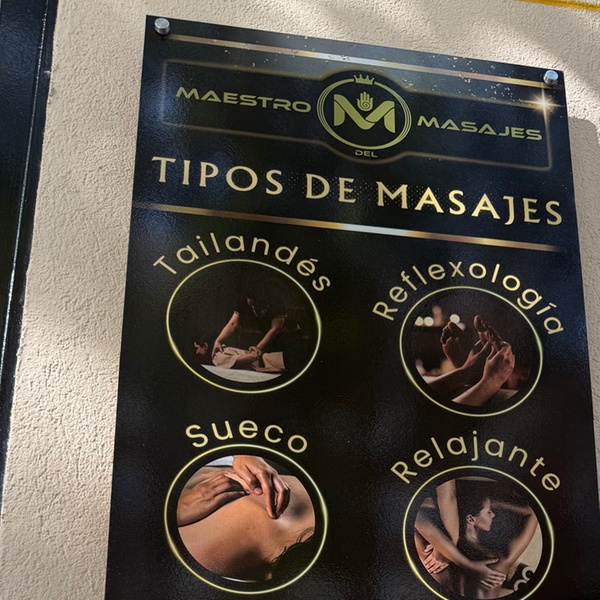 MAESTRO M MASAJES
DEL
TIPOS DE MASAJES
Tailandés
Reflexología
Sueco
Relajante